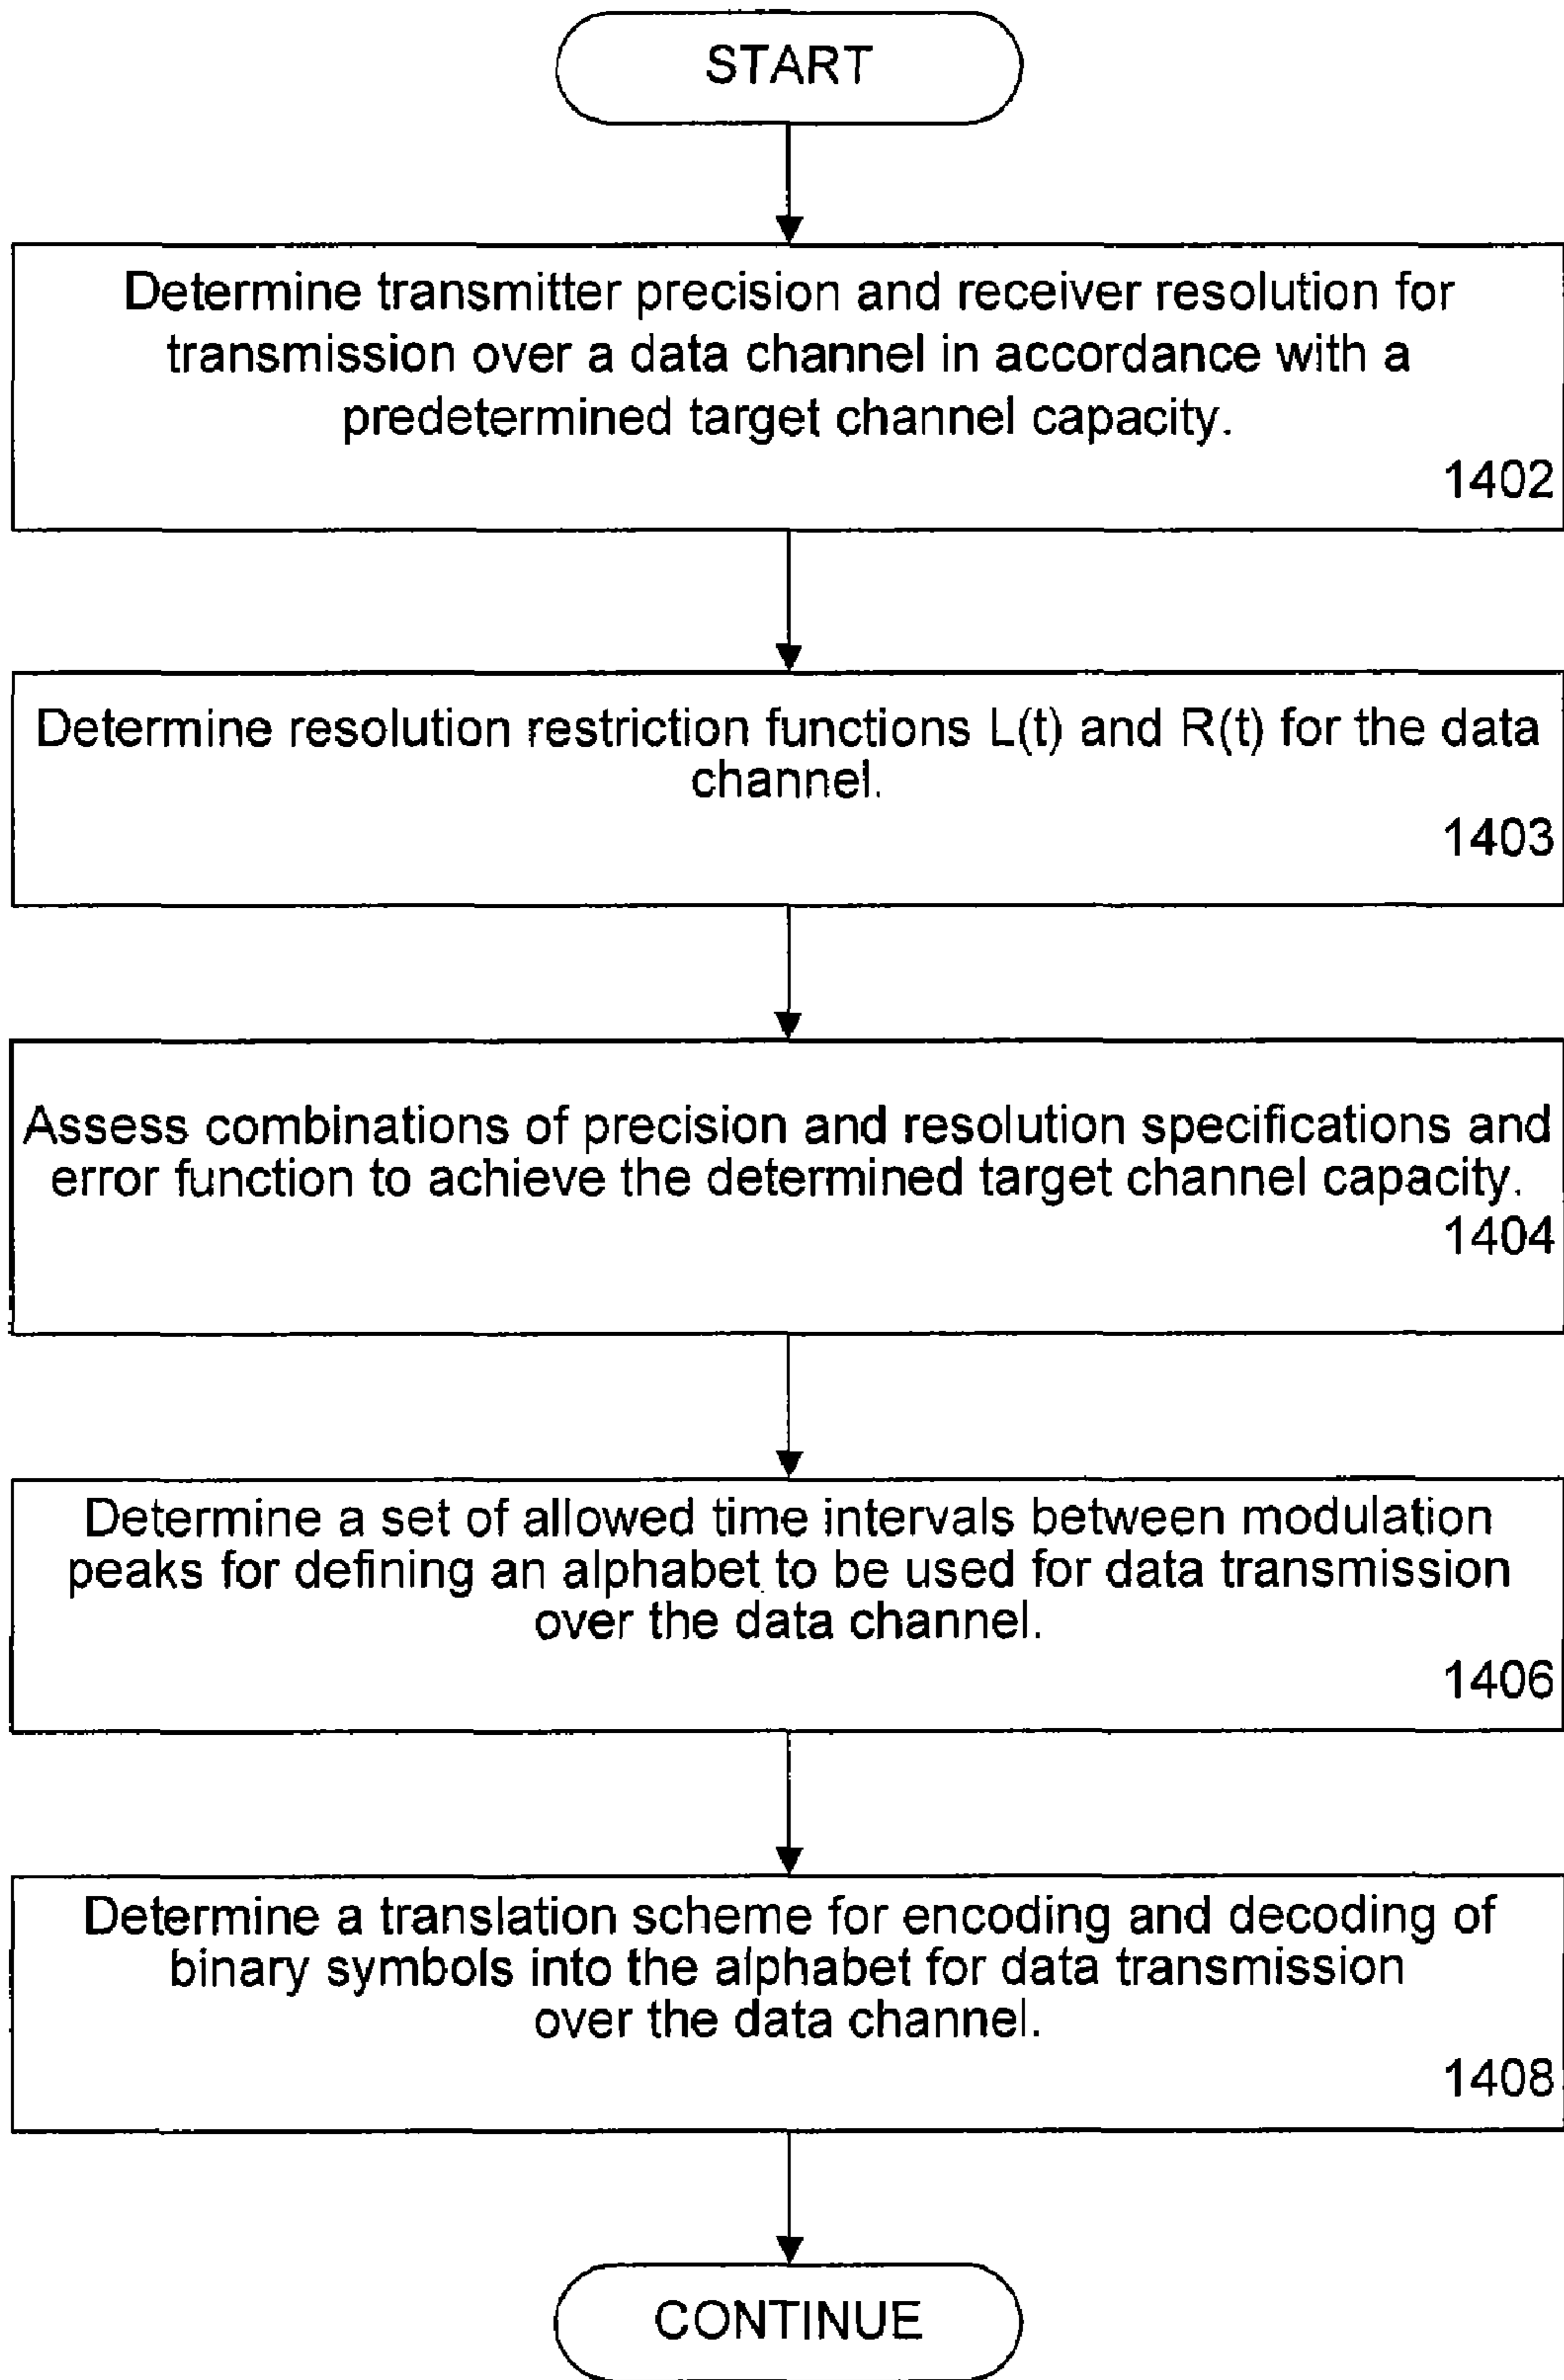 START
Determine transmitter precision and receiver resolution for
transmission over a data channel in accordance with a
predetermined target channel capacity.
1402
Determine resolution restriction functions L(t) and R(t) for the data
channel.
1403
Assess combinations of precision and resolution specifications and
error function to achieve the determined target channel capacity.
1404
Determine a set of allowed time intervals between modulation
peaks for defining an alphabet to be used for data transmission
over the data channel.
1406
Determine a translation scheme for encoding and decoding of
binary symbols into the alphabet for data transmission
over the data channel.
1408
CONTINUE